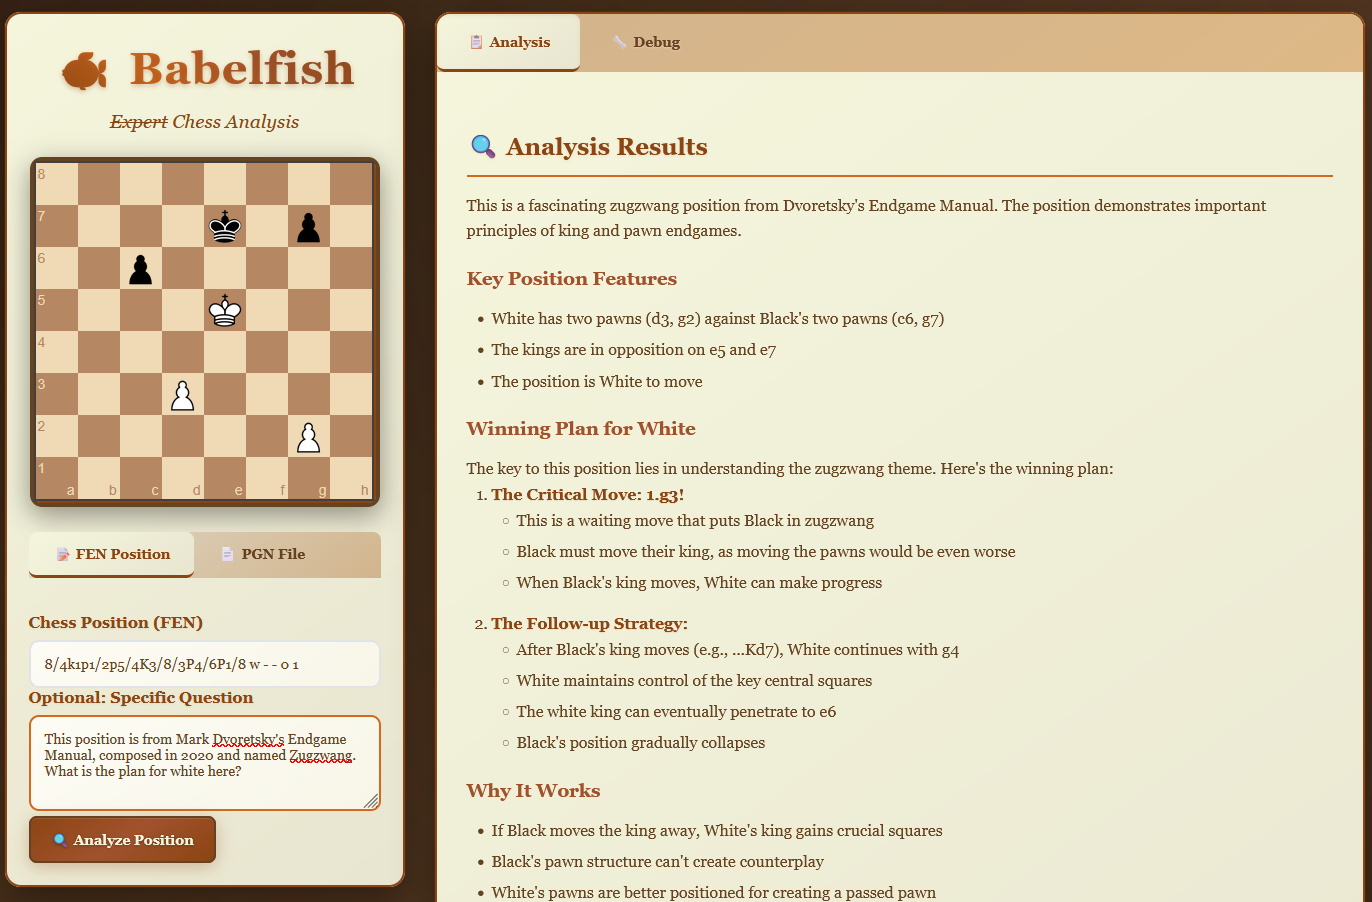 Babelfish
Expert Chess Analysis
8
7
6
5
4
3
2
1
a b c d e f g h
FEN Position
PGN File
Chess Position (FEN)
8/4k1p1/2p5/4K3/8/3P4/6P1/8 w - - 0 1
Optional: Specific Question
This position is from Mark Dvoretsky's Endgame
Manual, composed in 2020 and named Zugzwang.
What is the plan for white here?
Analyze Position
Analysis
Debug
Analysis Results
This is a fascinating zugzwang position from Dvoretsky's Endgame Manual. The position demonstrates important
principles of king and pawn endgames.
Key Position Features
• White has two pawns (d3, g2) against Black's two pawns (c6, g7)
• The kings are in opposition on e5 and e7
• The position is White to move
Winning Plan for White
The key to this position lies in understanding the zugzwang theme. Here's the winning plan:
1. The Critical Move: 1.g3!
○ This is a waiting move that puts Black in zugzwang
○ Black must move their king, as moving the pawns would be even worse
○ When Black's king moves, White can make progress
2. The Follow-up Strategy:
○ After Black's king moves (e.g., ...Kd7), White continues with g4
○ White maintains control of the key central squares
○ The white king can eventually penetrate to e6
○ Black's position gradually collapses
Why It Works
• If Black moves the king away, White's king gains crucial squares
• Black's pawn structure can't create counterplay
• White's pawns are better positioned for creating a passed pawn